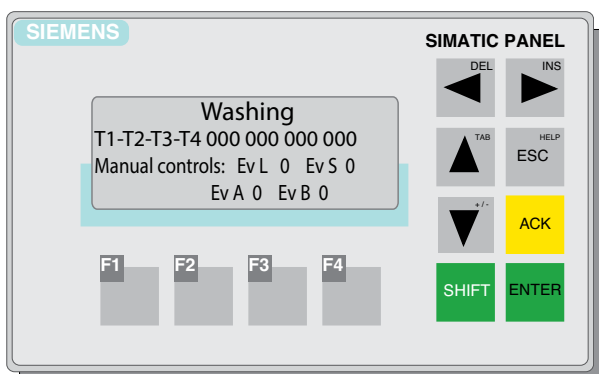 SIEMENS
SIMATIC PANEL
DEL
INS
Washing
T1-T2-T3-T4 000 000 000 000
Manual controls: Ev L 0 Ev S 0
Ev A 0 Ev B 0
TAB
HELP
ESC
+ / -
ACK
F1 F2 F3 F4
SHIFT ENTER